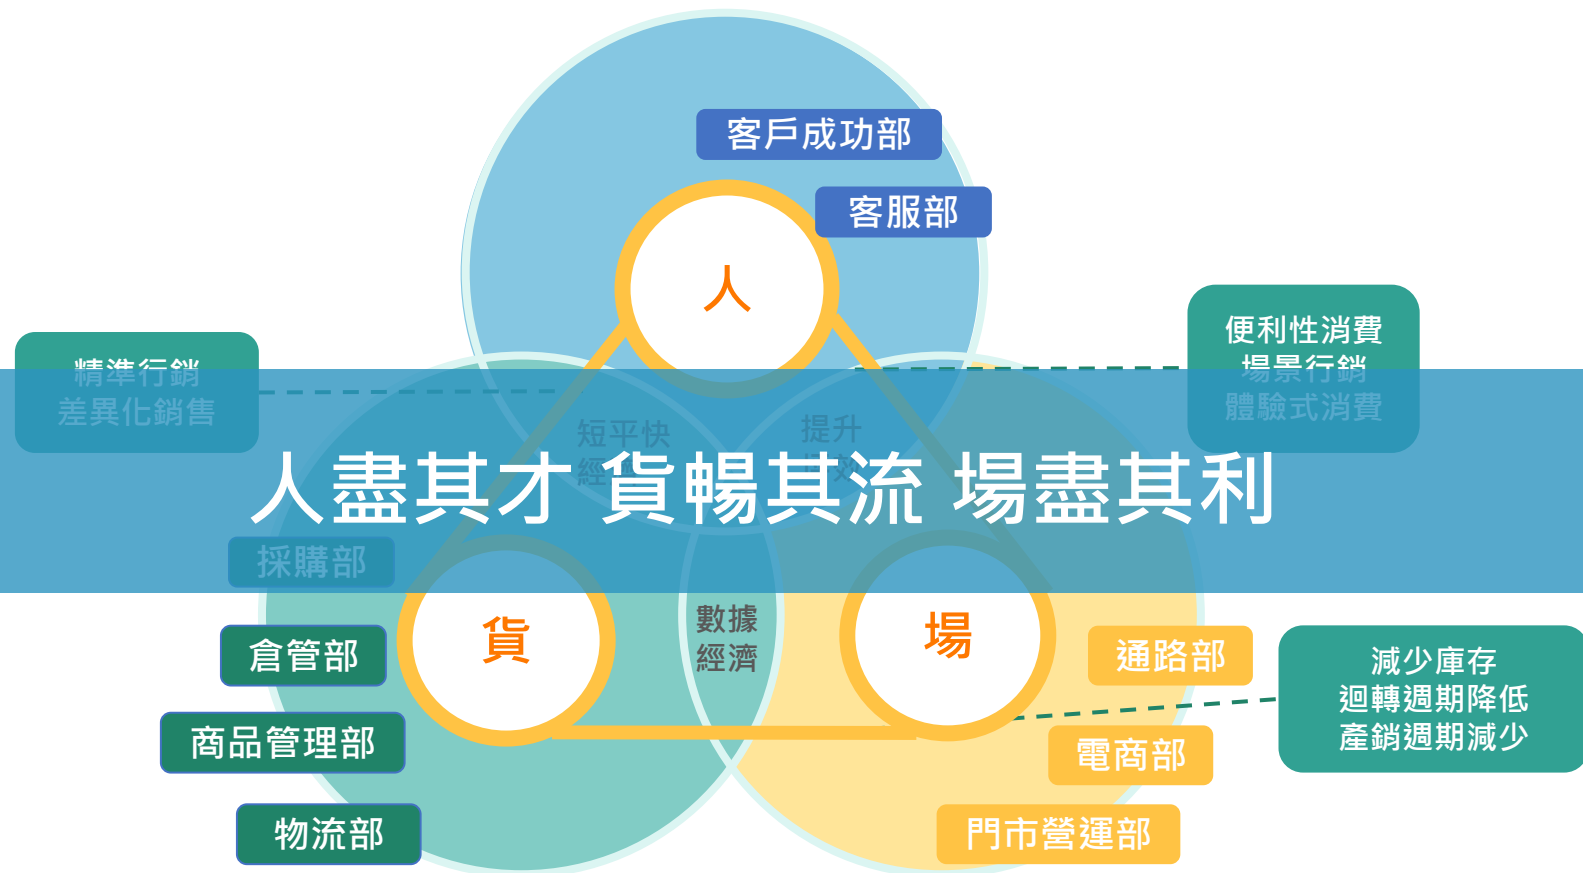 客戶成功部
客服部
人
便利性消費
場景行銷
體驗式消費
精準行銷
差異化銷售
短平快
經濟
提升
人盡其才 貨暢其流 場盡其利
採購部
數據
經濟
貨
場
倉管部
通路部
減少庫存
迴轉週期降低
產銷週期減少
商品管理部
電商部
物流部
門市營運部